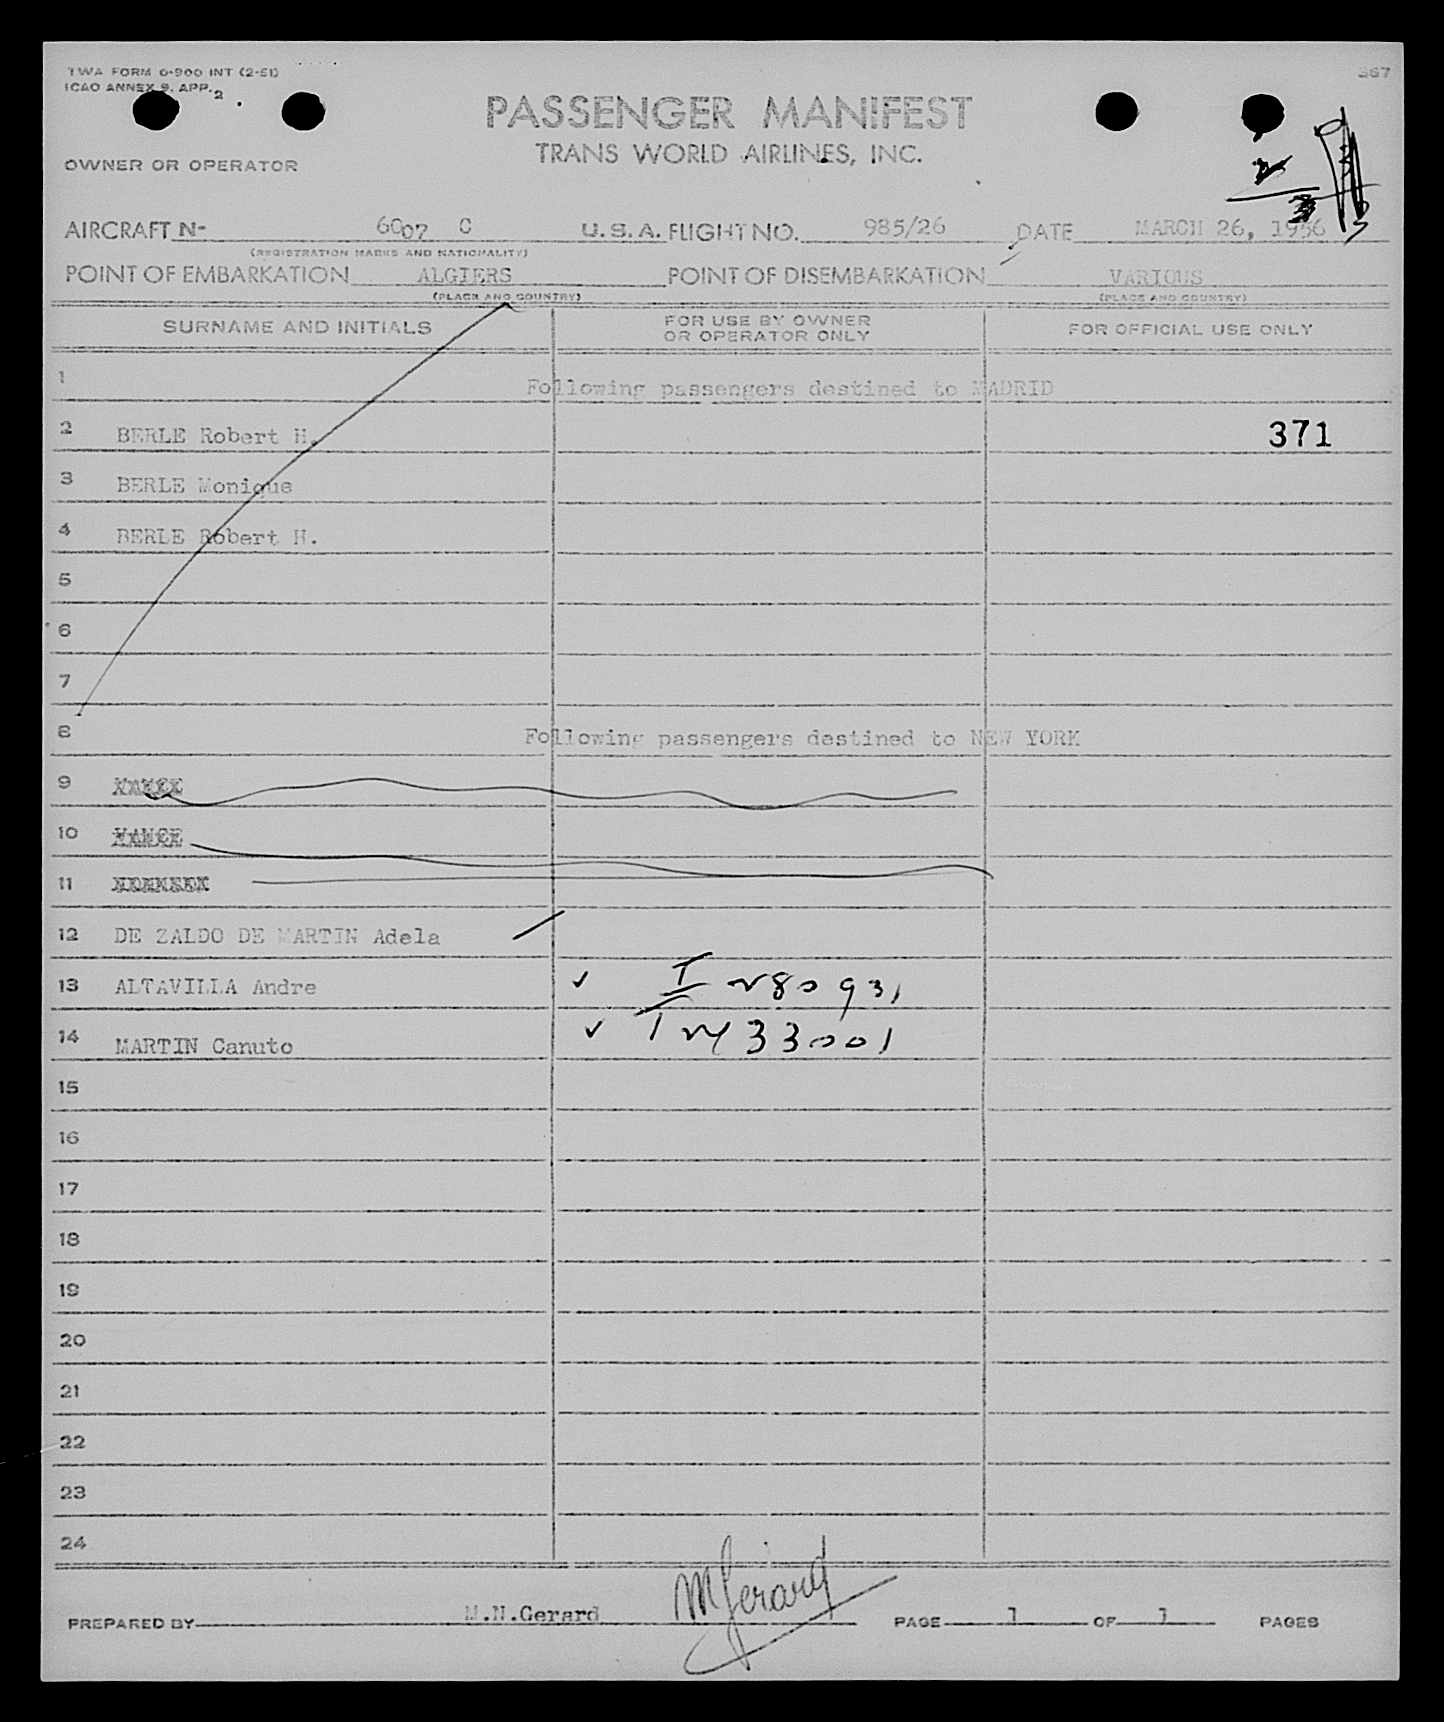 TWA FORM 0-900 INT (2-51)
ICAO ANNEX 9. APP. 2
367
PASSENGER MANIFEST
TRANS WORLD AIRLINES, INC.
OWNER OR OPERATOR
AIRCRAFT N- 6007 C U.S.A. FLIGHT NO. 985/26 DATE MARCH 26, 1956
(REGISTRATION MARKS AND NATIONALITY)
POINT OF EMBARKATION ALGIERS POINT OF DISEMBARKATION VARIOUS
(PLACE AND COUNTRY) (PLACE AND COUNTRY)
SURNAME AND INITIALS FOR USE BY OWNER OR OPERATOR ONLY FOR OFFICIAL USE ONLY
1 Following passengers destined to MADRID
2 BERLE Robert H. 371
3 BERLE Monique
4 BERLE Robert H.
5
6
7
8 Following passengers destined to NEW YORK
9
10
11
12 DE ZALDO DE MARTIN Adela
13 ALTAVILLA Andre ✓ I 280931
14 MARTIN Canuto ✓ I 33001
15
16
17
18
19
20
21
22
23
24
PREPARED BY M.N.Gerard MGerard PAGE 1 OF 1 PAGES